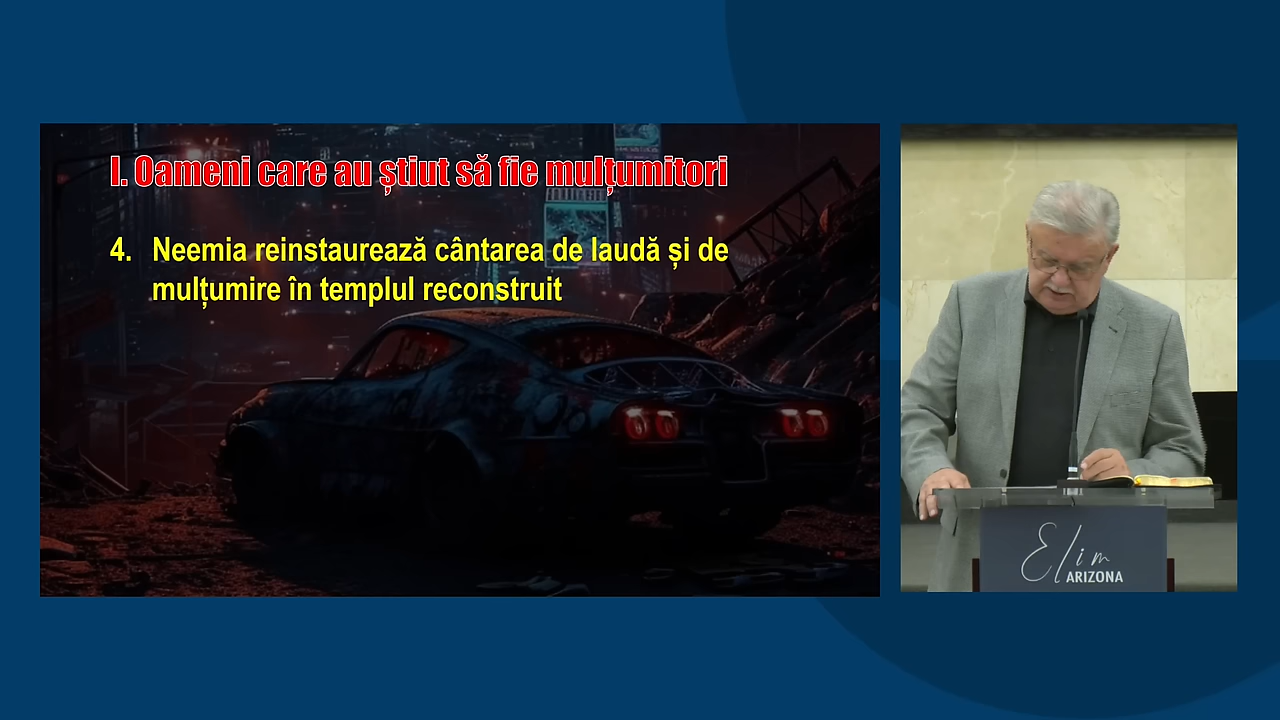 I. Oameni care au știut să fie mulțumitori
4. Neemia reinstaurează cântarea de laudă și de
mulțumire în templul reconstruit
Elim
ARIZONA